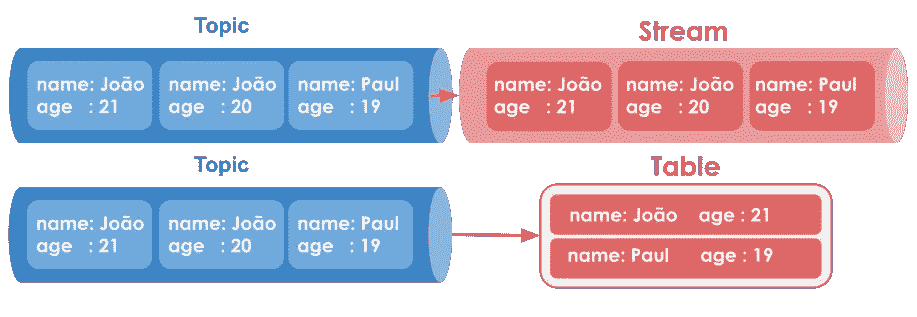 Topic
name: João
age : 21
name: João
age : 20
name: Paul
age : 19
Stream
name: João
age : 21
name: João
age : 20
name: Paul
age : 19
Topic
name: João
age : 21
name: João
age : 20
name: Paul
age : 19
Table
name: João age : 21
name: Paul age : 19